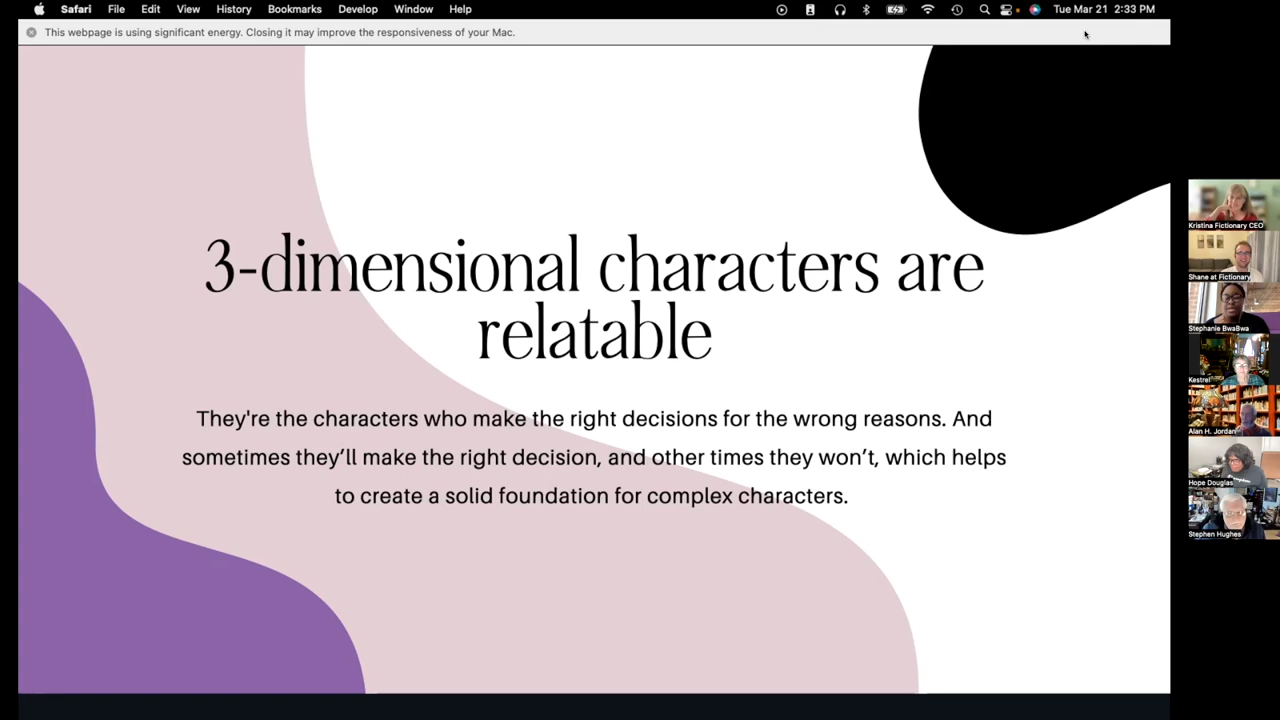 Safari File Edit View History Bookmarks Develop Window Help Tue Mar 21 2:33 PM
This webpage is using significant energy. Closing it may improve the responsiveness of your Mac.
3-dimensional characters are
relatable
They're the characters who make the right decisions for the wrong reasons. And
sometimes they’ll make the right decision, and other times they won’t, which helps
to create a solid foundation for complex characters.
Kristina Fictionary CEO
Shane at Fictionary
Stephanie BwaBwa
Kestrel
Alan H. Jordan
Hope Douglas
Stephen Hughes